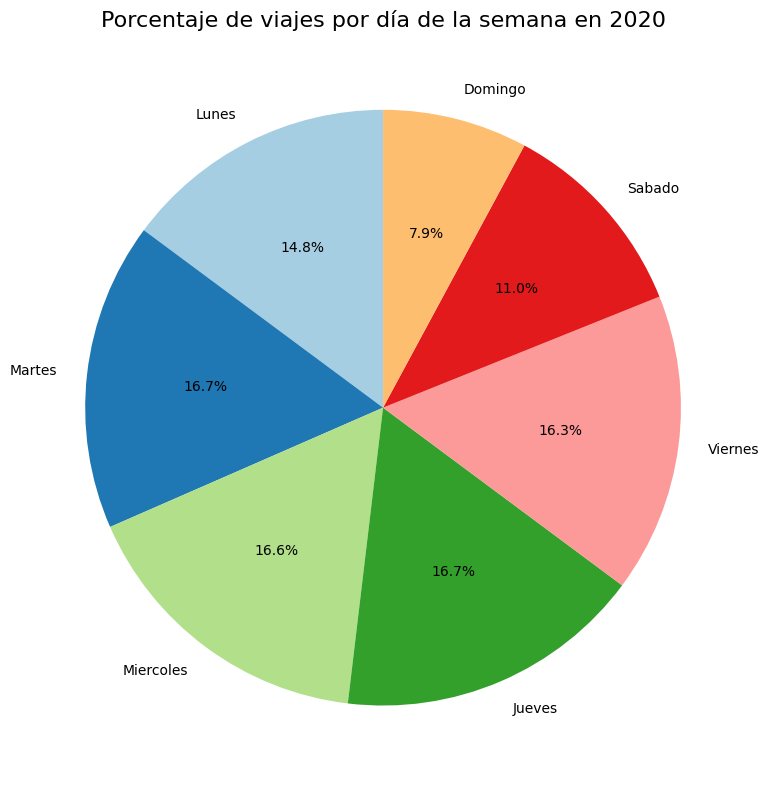 Porcentaje de viajes por día de la semana en 2020
Domingo
Lunes
Sabado
7.9%
14.8%
11.0%
Martes
16.7%
16.3%
Viernes
16.6%
16.7%
Miercoles
Jueves